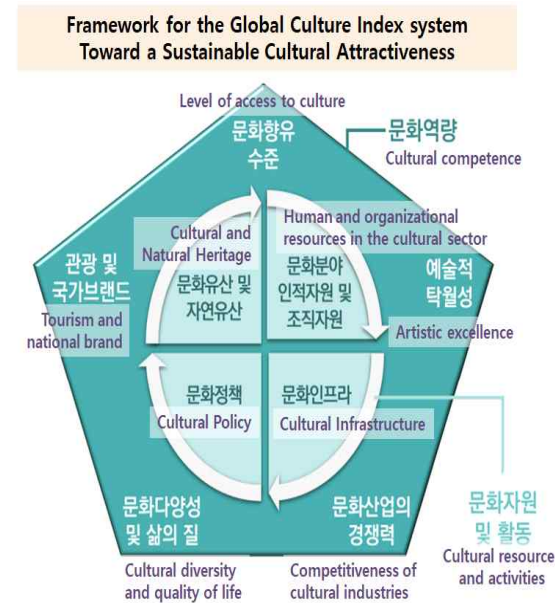 Framework for the Global Culture Index system
Toward a Sustainable Cultural Attractiveness
Level of access to culture
문화향유
수준
문화역량
Cultural competence
Cultural and
Natural Heritage
문화유산 및
자연유산
Human and organizational
resources in the cultural sector
문화분야
인적자원 및
조직자원
관광 및
국가브랜드
Tourism and
national brand
예술적
탁월성
Artistic excellence
문화정책
Cultural Policy
문화인프라
Cultural Infrastructure
문화다양성
및 삶의 질
Cultural diversity
and quality of life
문화산업의
경쟁력
Competitiveness of
cultural industries
문화자원
및 활동
Cultural resource
and activities